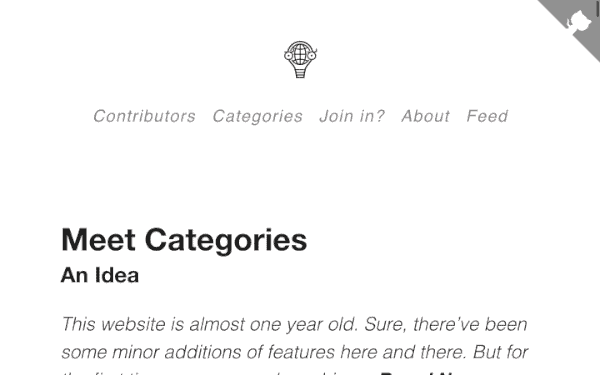 Contributors Categories Join in? About Feed
Meet Categories
An Idea
This website is almost one year old. Sure, there've been
some minor additions of features here and there. But for